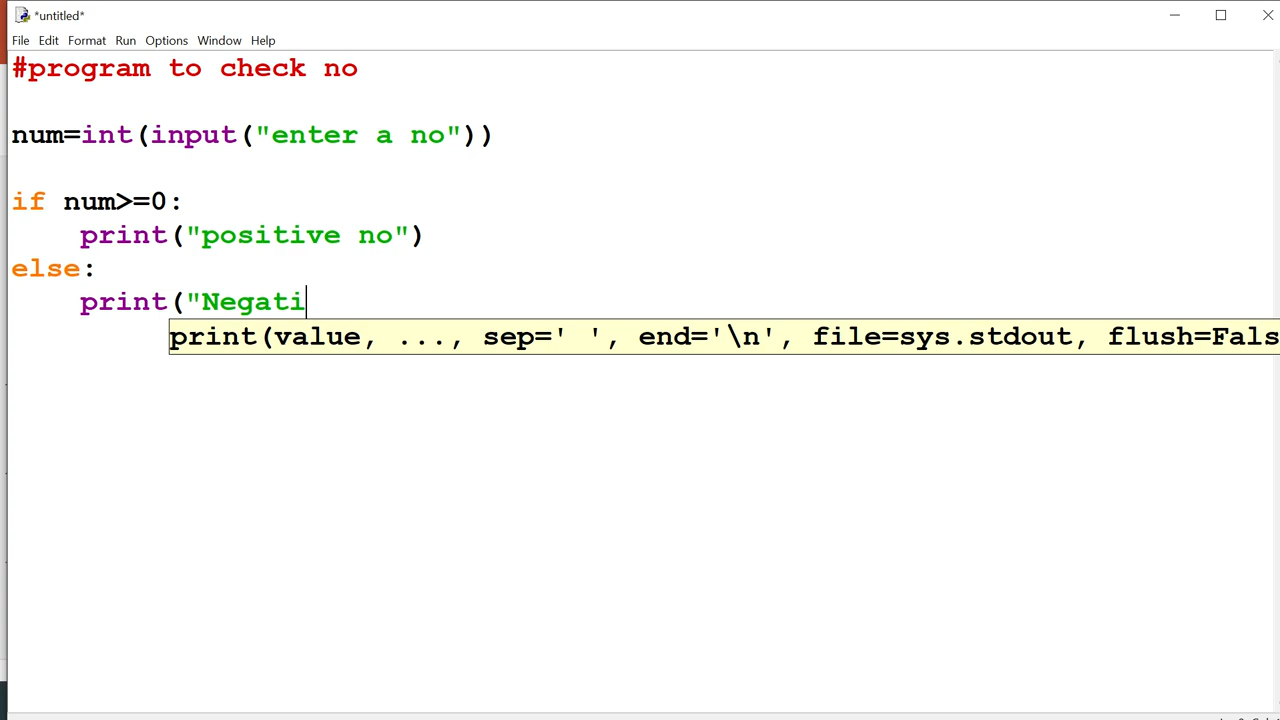 *untitled*
File Edit Format Run Options Window Help
#program to check no
num=int(input("enter a no"))
if num>=0:
    print("positive no")
else:
    print("Negati
print(value, ..., sep=' ', end='\n', file=sys.stdout, flush=Fals